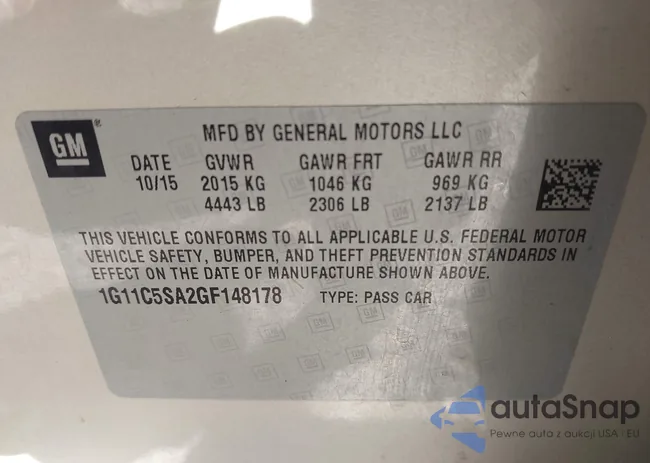 GM®
MFD BY GENERAL MOTORS LLC
DATE GVWR GAWR FRT GAWR RR
10/15 2015 KG 1046 KG 969 KG
4443 LB 2306 LB 2137 LB
THIS VEHICLE CONFORMS TO ALL APPLICABLE U.S. FEDERAL MOTOR
VEHICLE SAFETY, BUMPER, AND THEFT PREVENTION STANDARDS IN
EFFECT ON THE DATE OF MANUFACTURE SHOWN ABOVE.
1G11C5SA2GF148178 TYPE: PASS CAR
autaSnap
Pewne auta z aukcji USA i EU